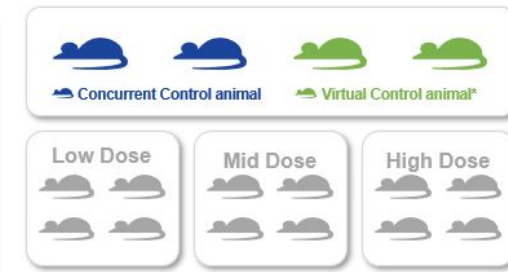 Concurrent Control animal
Virtual Control animal*
Low Dose
Mid Dose
High Dose